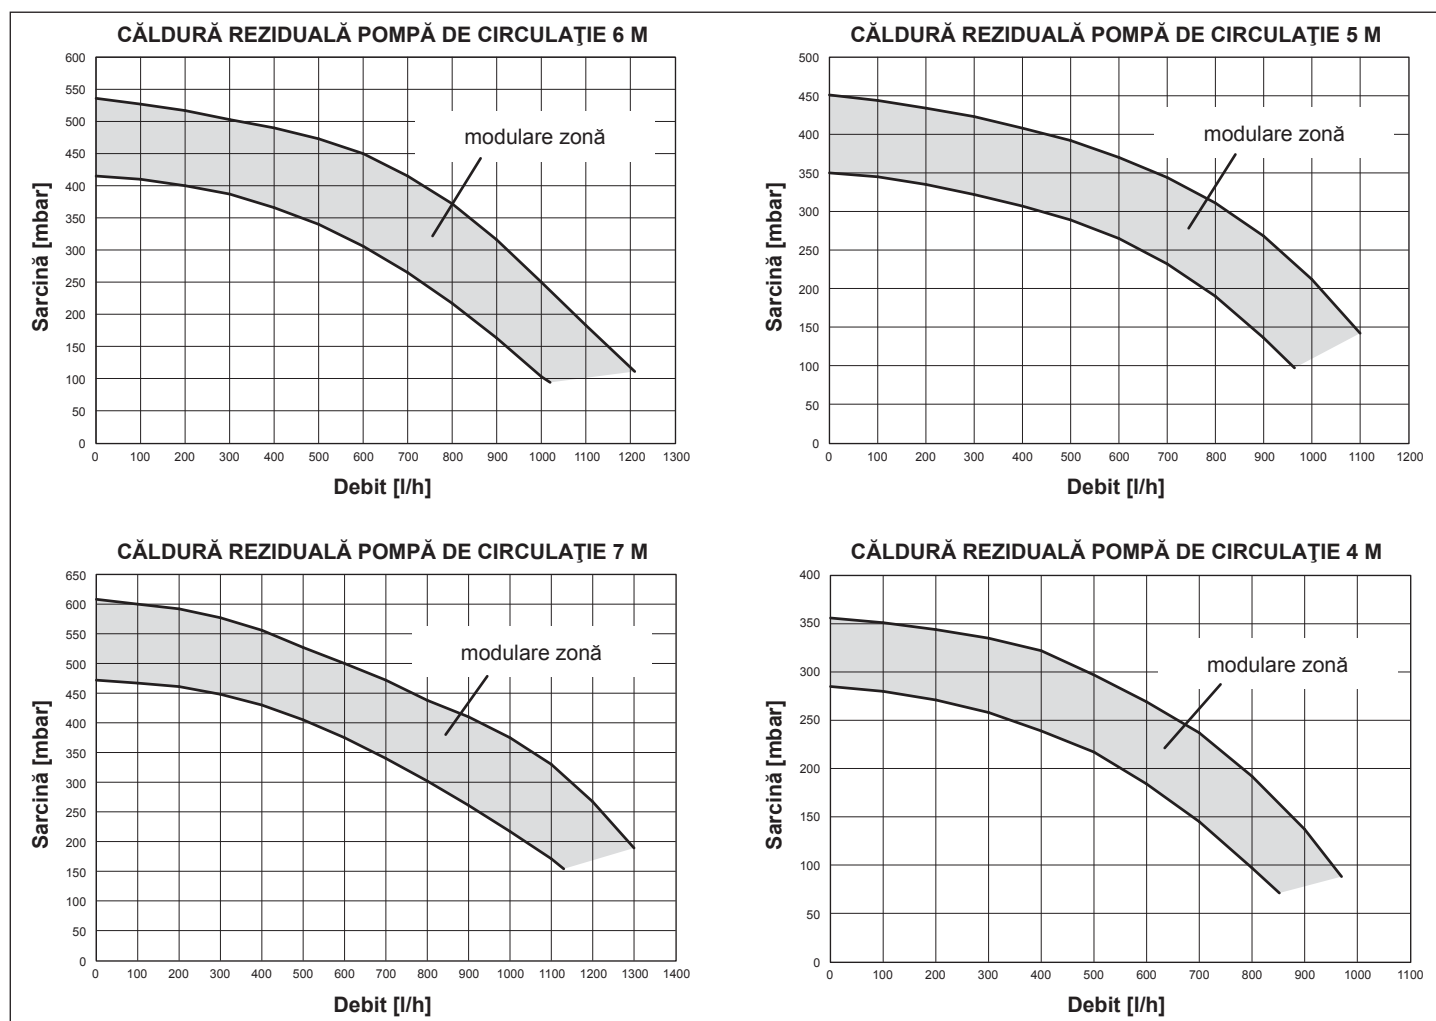 CĂLDURĂ REZIDUALĂ POMPĂ DE CIRCULAŢIE 6 M
600
550
500
450
400
350
300
250
200
150
100
50
0
Sarcină [mbar]
modulare zonă
0 100 200 300 400 500 600 700 800 900 1000 1100 1200 1300
Debit [l/h]
CĂLDURĂ REZIDUALĂ POMPĂ DE CIRCULAŢIE 5 M
500
450
400
350
300
250
200
150
100
50
0
Sarcină [mbar]
modulare zonă
0 100 200 300 400 500 600 700 800 900 1000 1100 1200
Debit [l/h]
CĂLDURĂ REZIDUALĂ POMPĂ DE CIRCULAŢIE 7 M
650
600
550
500
450
400
350
300
250
200
150
100
50
0
Sarcină [mbar]
modulare zonă
0 100 200 300 400 500 600 700 800 900 1000 1100 1200 1300 1400
Debit [l/h]
CĂLDURĂ REZIDUALĂ POMPĂ DE CIRCULAŢIE 4 M
400
350
300
250
200
150
100
50
0
Sarcină [mbar]
modulare zonă
0 100 200 300 400 500 600 700 800 900 1000 1100
Debit [l/h]